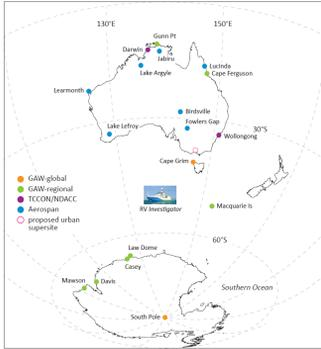 130°E
150°E
Gunn Pt
Darwin
Jabiru
Lake Argyle
Lucinda
Cape Ferguson
Learmonth
Birdsville
Fowlers Gap
Lake Lefroy
30°S
Wollongong
Cape Grim
GAW-global
GAW-regional
TCCON/NDACC
Aerospan
proposed urban
supersite
RV Investigator
Macquarie Is
60°S
Law Dome
Casey
Mawson
Davis
Southern Ocean
South Pole